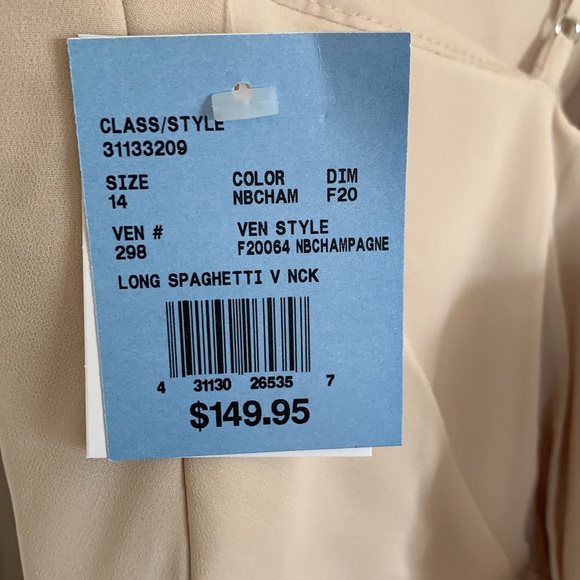 CLASS/STYLE
31133209
SIZE COLOR DIM
14 NBCHAM F20
VEN # VEN STYLE
298 F20064 NBCHAMPAGNE
LONG SPAGHETTI V NCK
4 31130 26535 7
$149.95